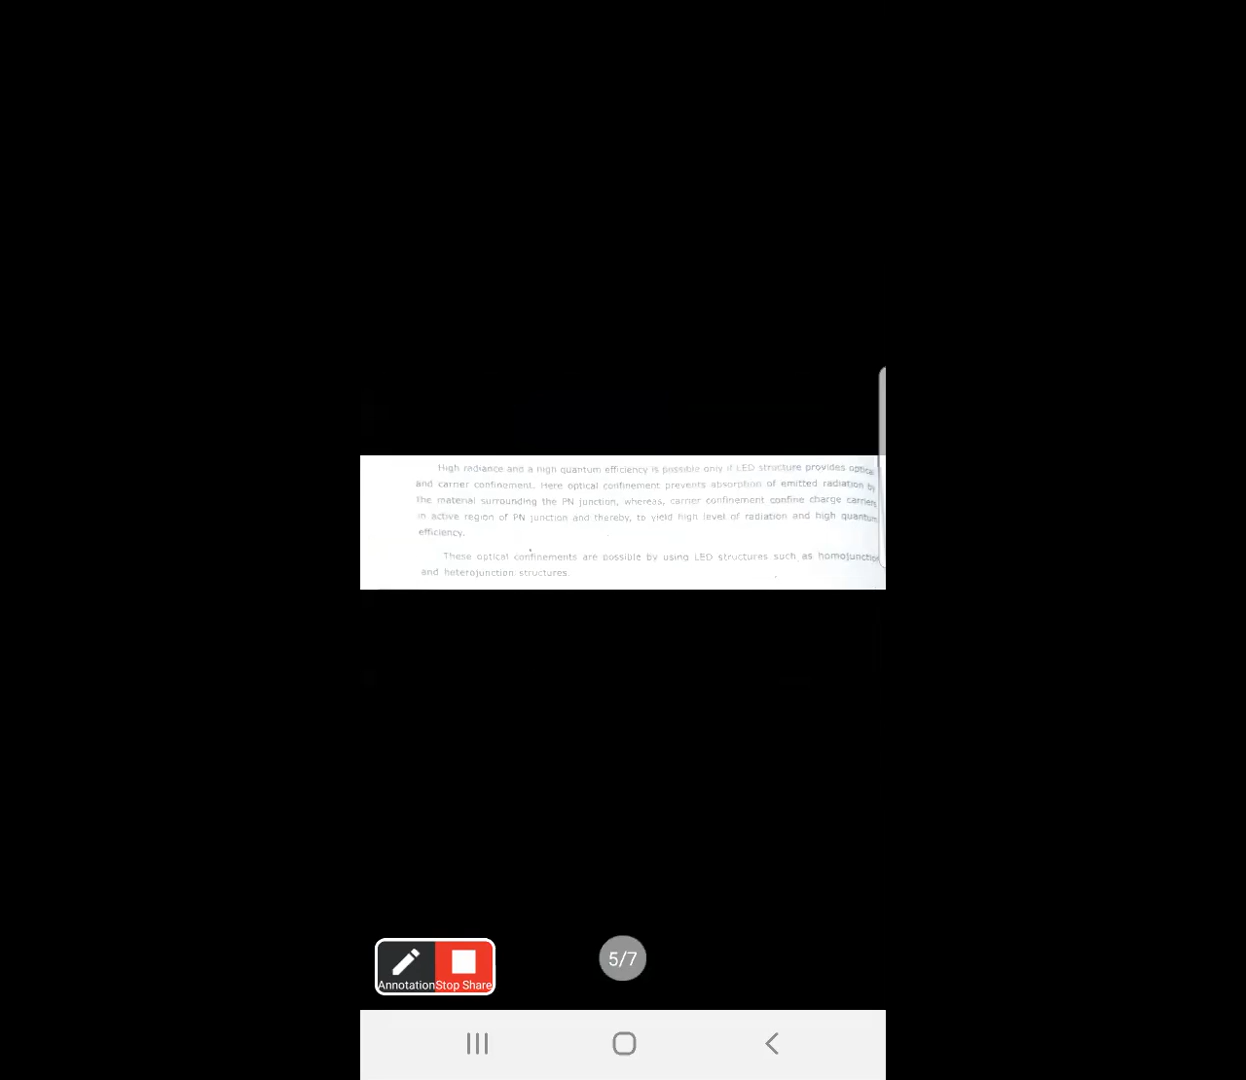 High radiance and a high quantum efficiency is possible only if LED structure provides optical
and carrier confinement. Here optical confinement prevents absorption of emitted radiation by
the material surrounding the PN junction, whereas, carrier confinement confine charge carriers
in active region of PN junction and thereby, to yield high level of radiation and high quantum
efficiency.
These optical confinements are possible by using LED structures such as homojunction
and heterojunction structures.
Annotation Stop Share
5/7